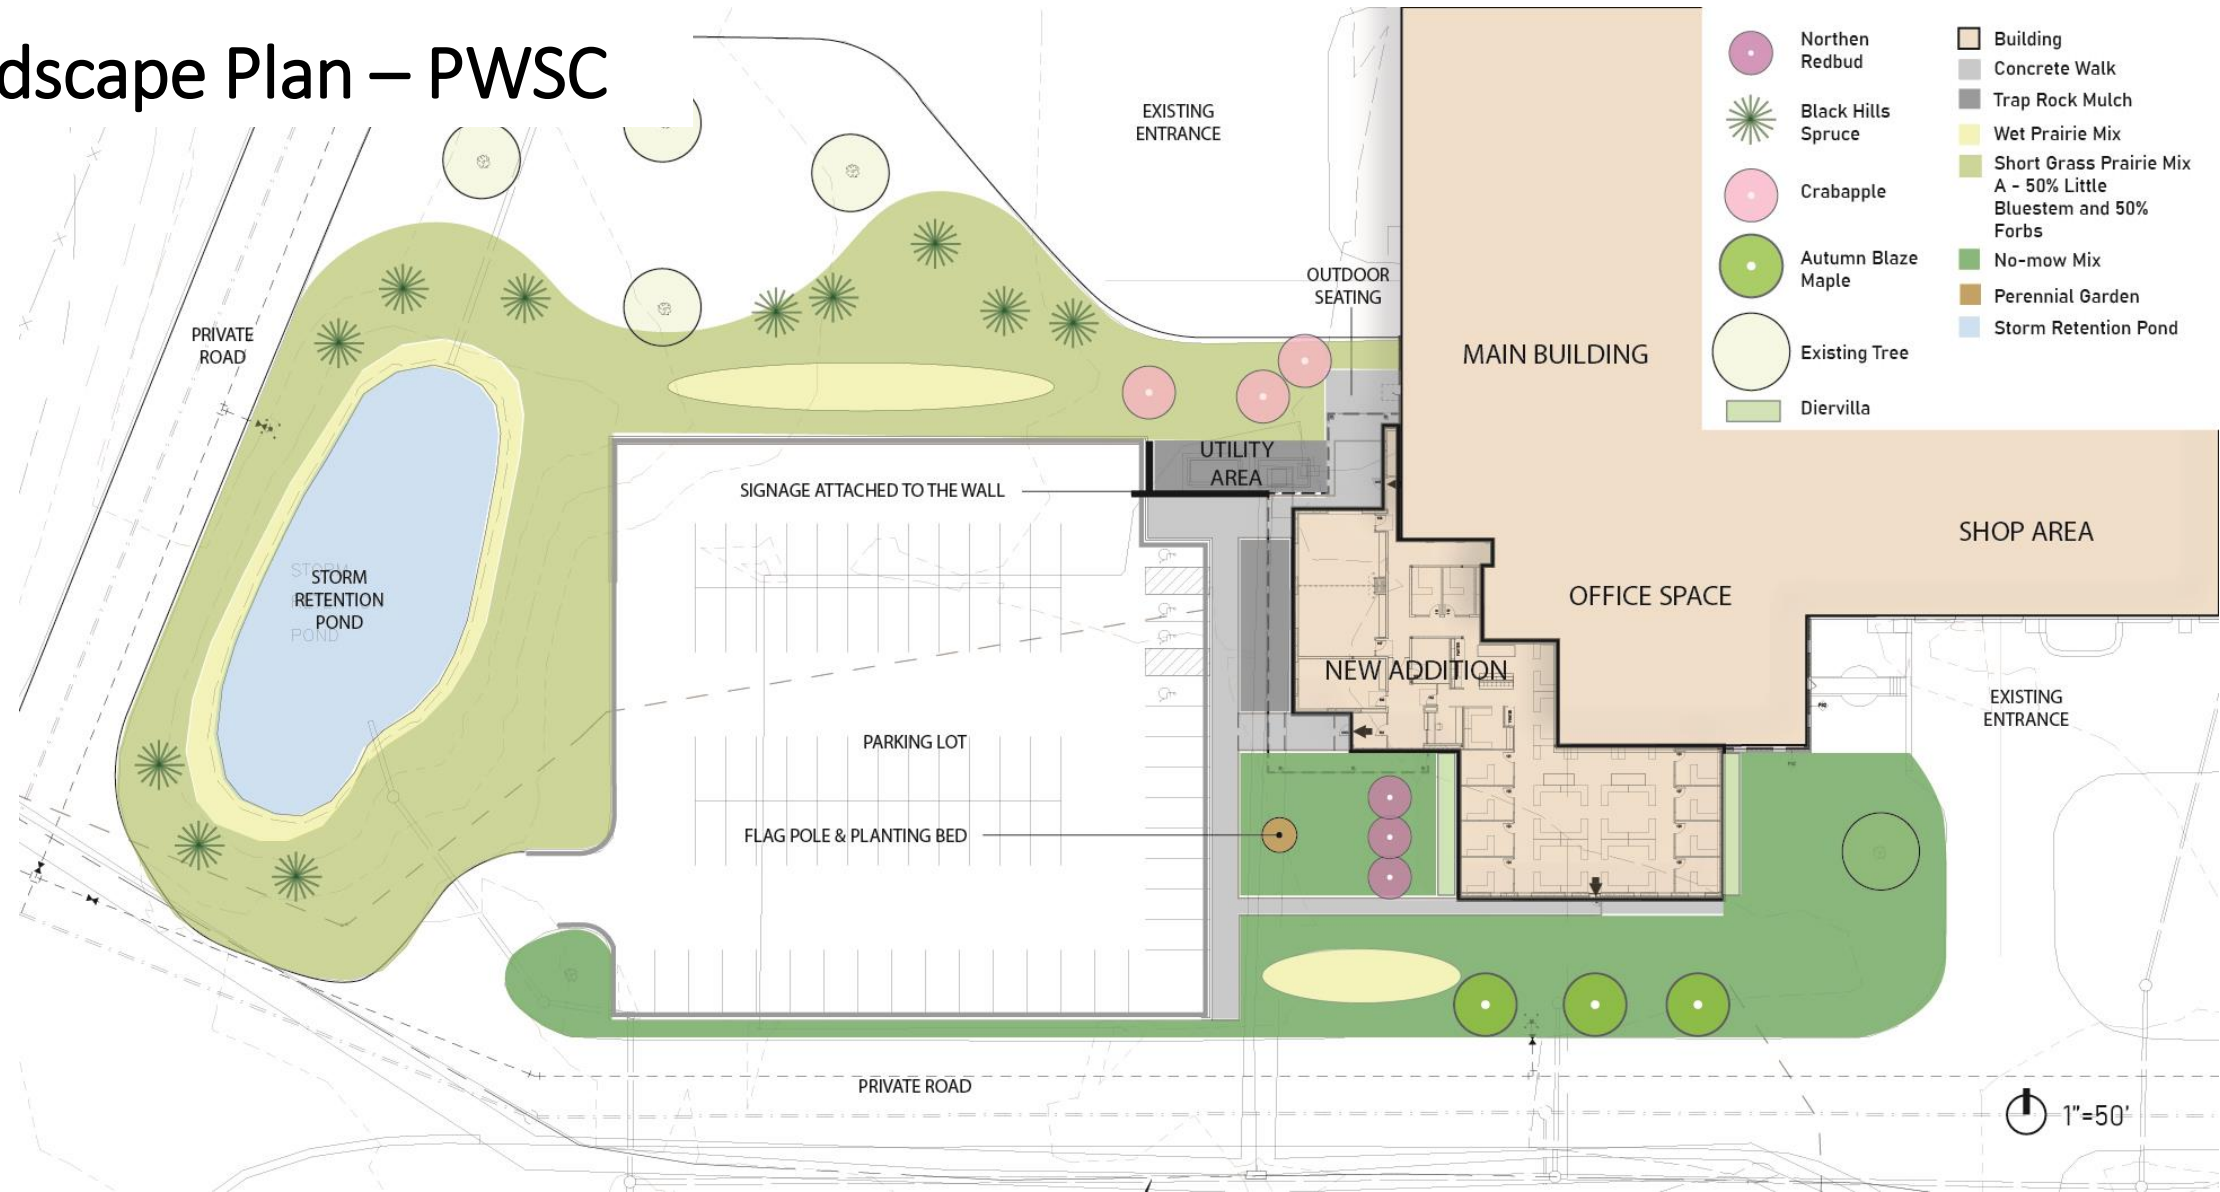 dscape Plan – PWSC
EXISTING
ENTRANCE
OUTDOOR
SEATING
PRIVATE
ROAD
MAIN BUILDING
UTILITY
AREA
SIGNAGE ATTACHED TO THE WALL
SHOP AREA
OFFICE SPACE
STORM
RETENTION
POND
STORM
POND
NEW ADDITION
EXISTING
ENTRANCE
PARKING LOT
FLAG POLE & PLANTING BED
PRIVATE ROAD
1"=50'
Northen
Redbud
Black Hills
Spruce
Crabapple
Autumn Blaze
Maple
Existing Tree
Diervilla
Building
Concrete Walk
Trap Rock Mulch
Wet Prairie Mix
Short Grass Prairie Mix
A - 50% Little
Bluestem and 50%
Forbs
No-mow Mix
Perennial Garden
Storm Retention Pond